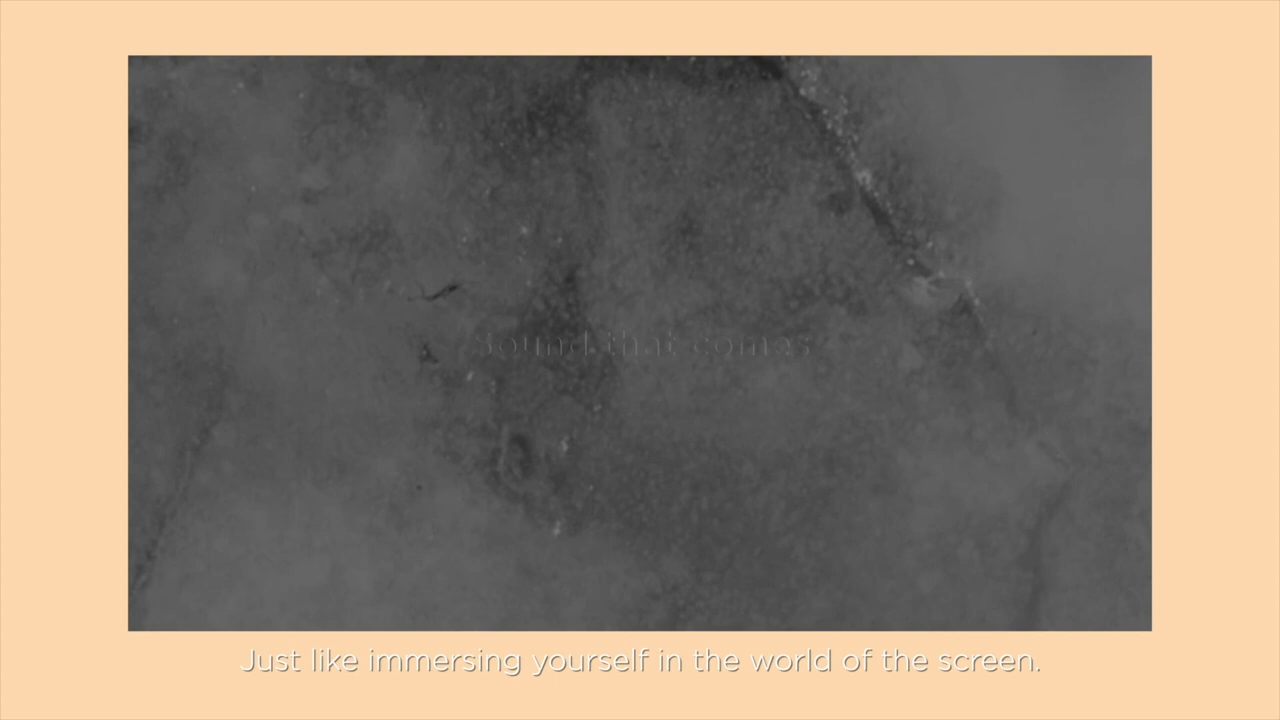 Sound that comes
Just like immersing yourself in the world of the screen.